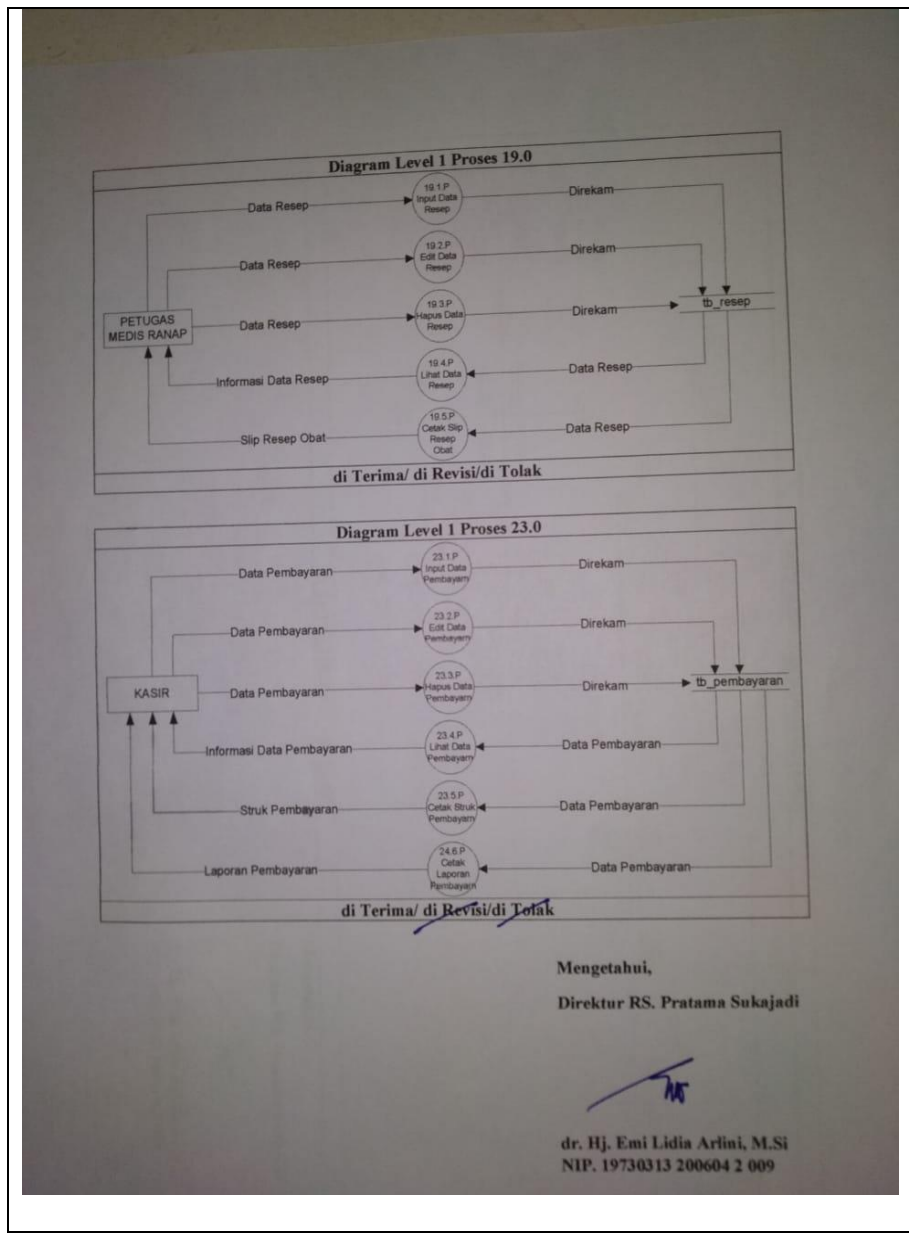 Diagram Level 1 Proses 19.0
Data Resep
19.1.P
Input Data
Resep
Direkam
Data Resep
19.2.P
Edit Data
Resep
Direkam
PETUGAS
MEDIS RANAP
Data Resep
19.3.P
Hapus Data
Resep
Direkam
tb_resep
Informasi Data Resep
19.4.P
Lihat Data
Resep
Data Resep
Slip Resep Obat
19.5.P
Cetak Slip
Resep
Obat
Data Resep
di Terima/ di Revisi/di Tolak
Diagram Level 1 Proses 23.0
Data Pembayaran
23.1.P
Input Data
Pembayarn
Direkam
Data Pembayaran
23.2.P
Edit Data
Pembayarn
Direkam
KASIR
Data Pembayaran
23.3.P
Hapus Data
Pembayarn
Direkam
tb_pembayaran
Informasi Data Pembayaran
23.4.P
Lihat Data
Pembayarn
Data Pembayaran
Struk Pembayaran
23.5.P
Cetak Struk
Pembayarn
Data Pembayaran
Laporan Pembayaran
24.6.P
Cetak
Laporan
Pembayarn
Data Pembayaran
di Terima/ di Revisi/di Tolak
Mengetahui,
Direktur RS. Pratama Sukajadi
dr. Hj. Emi Lidia Arlini, M.Si
NIP. 19730313 200604 2 009